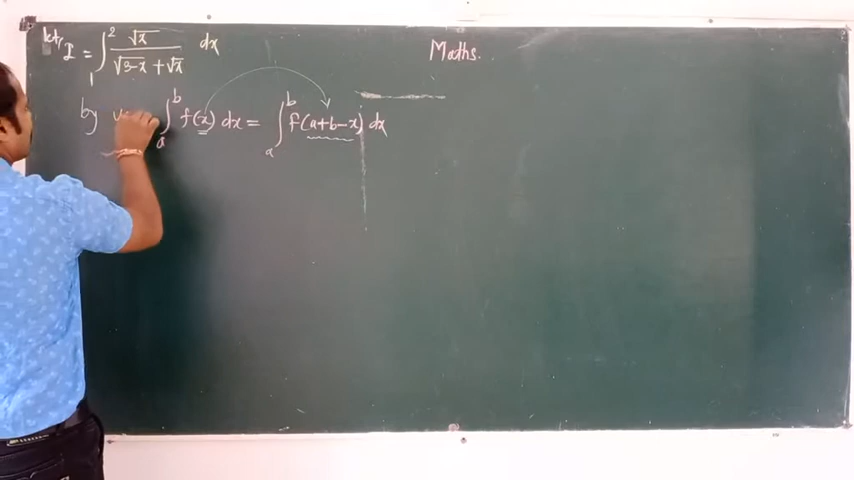 let, I = ∫₁² √x / (√(3-x) + √x) dx
Maths.
by ∫ₐᵇ f(x) dx = ∫ₐᵇ f(a+b-x) dx